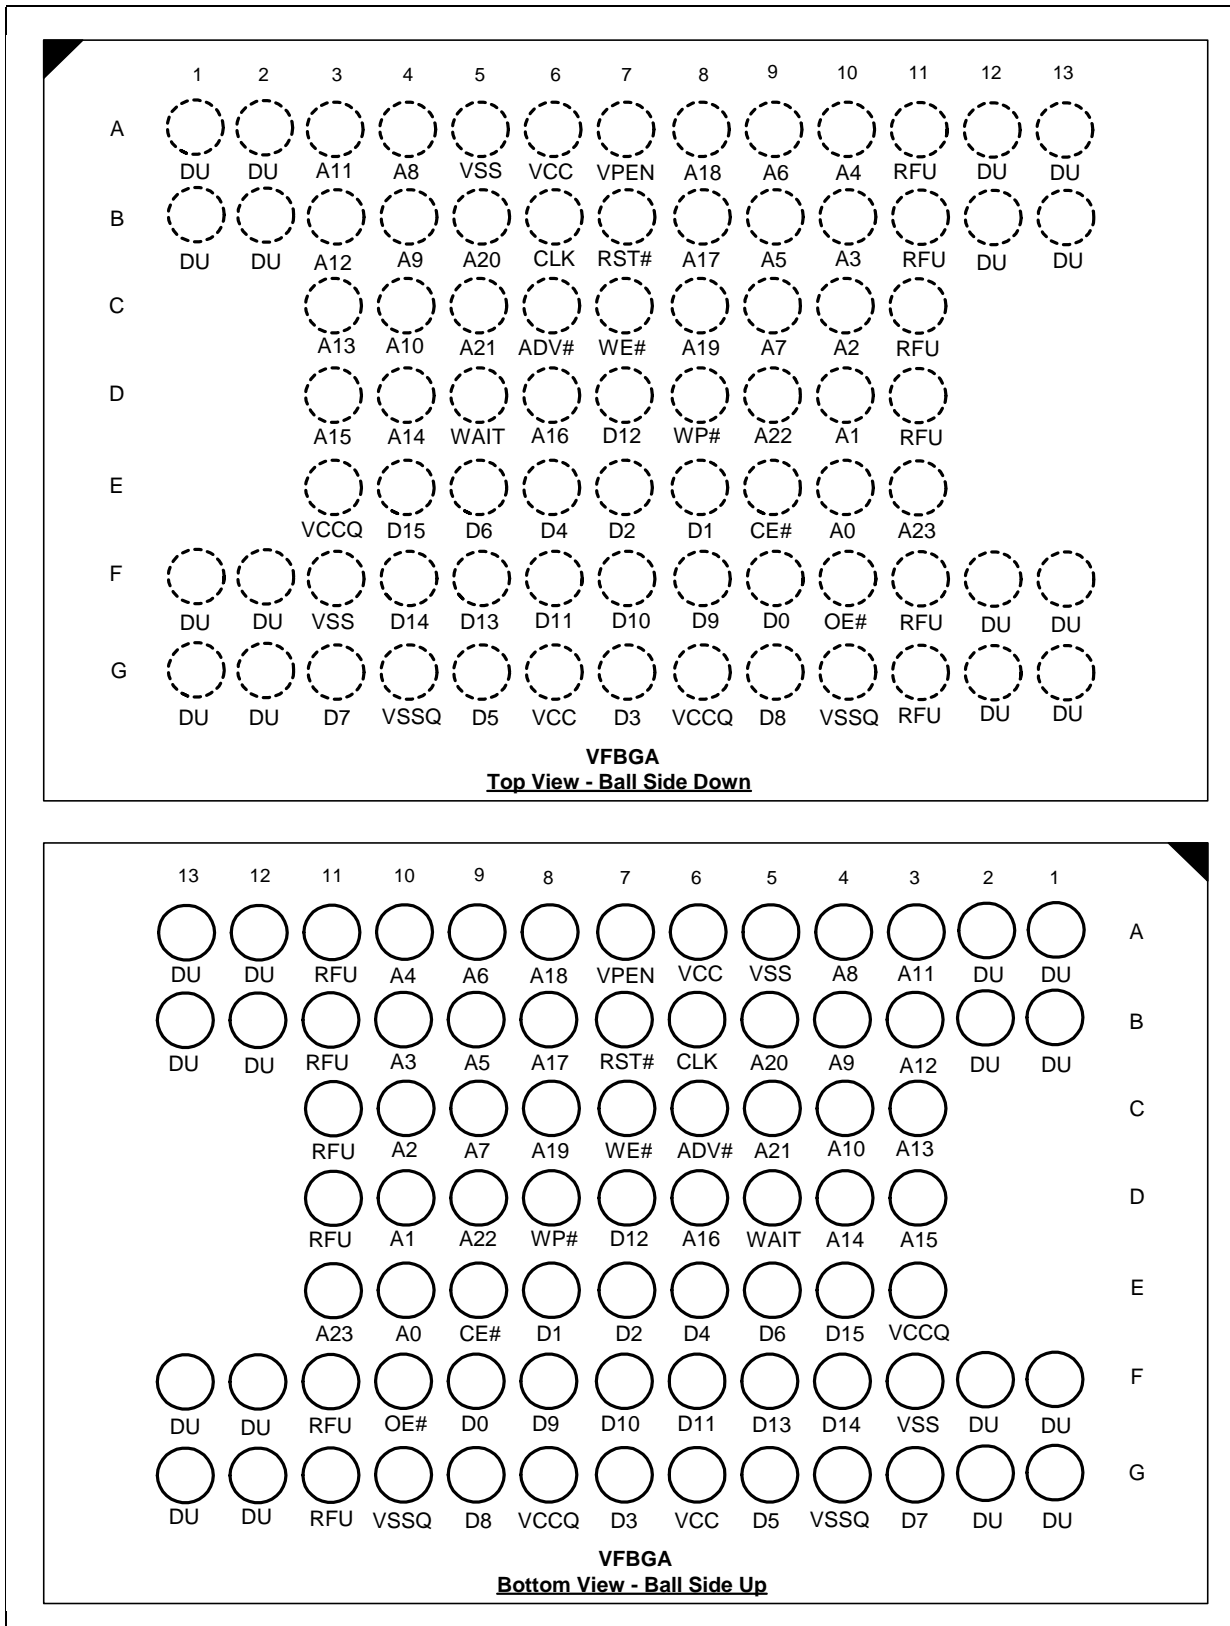 1 2 3 4 5 6 7 8 9 10 11 12 13
A
DU DU A11 A8 VSS VCC VPEN A18 A6 A4 RFU DU DU
B
DU DU A12 A9 A20 CLK RST# A17 A5 A3 RFU DU DU
C
A13 A10 A21 ADV# WE# A19 A7 A2 RFU
D
A15 A14 WAIT A16 D12 WP# A22 A1 RFU
E
VCCQ D15 D6 D4 D2 D1 CE# A0 A23
F
DU DU VSS D14 D13 D11 D10 D9 D0 OE# RFU DU DU
G
DU DU D7 VSSQ D5 VCC D3 VCCQ D8 VSSQ RFU DU DU
VFBGA
Top View - Ball Side Down
13 12 11 10 9 8 7 6 5 4 3 2 1
A
DU DU RFU A4 A6 A18 VPEN VCC VSS A8 A11 DU DU
B
DU DU RFU A3 A5 A17 RST# CLK A20 A9 A12 DU DU
C
RFU A2 A7 A19 WE# ADV# A21 A10 A13
D
RFU A1 A22 WP# D12 A16 WAIT A14 A15
E
A23 A0 CE# D1 D2 D4 D6 D15 VCCQ
F
DU DU RFU OE# D0 D9 D10 D11 D13 D14 VSS DU DU
G
DU DU RFU VSSQ D8 VCCQ D3 VCC D5 VSSQ D7 DU DU
VFBGA
Bottom View - Ball Side Up